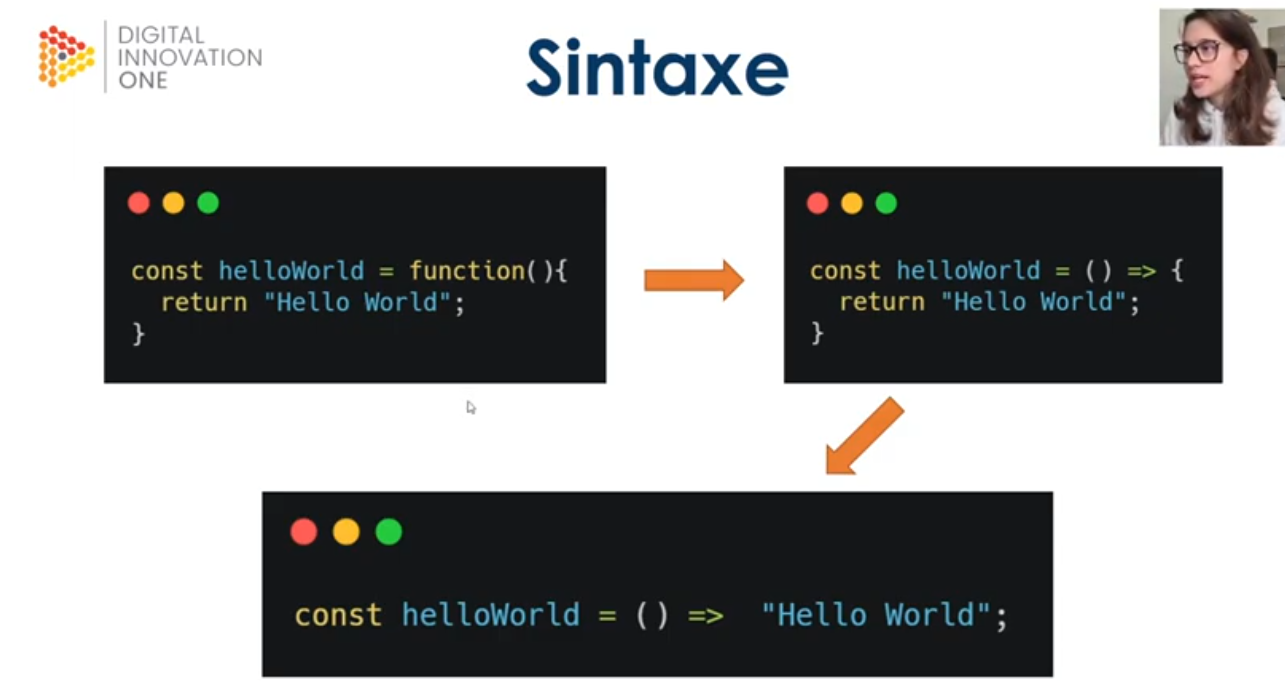 DIGITAL
INNOVATION
ONE
Sintaxe
const helloWorld = function(){
  return "Hello World";
}
const helloWorld = () => {
  return "Hello World";
}
const helloWorld = () =>  "Hello World";